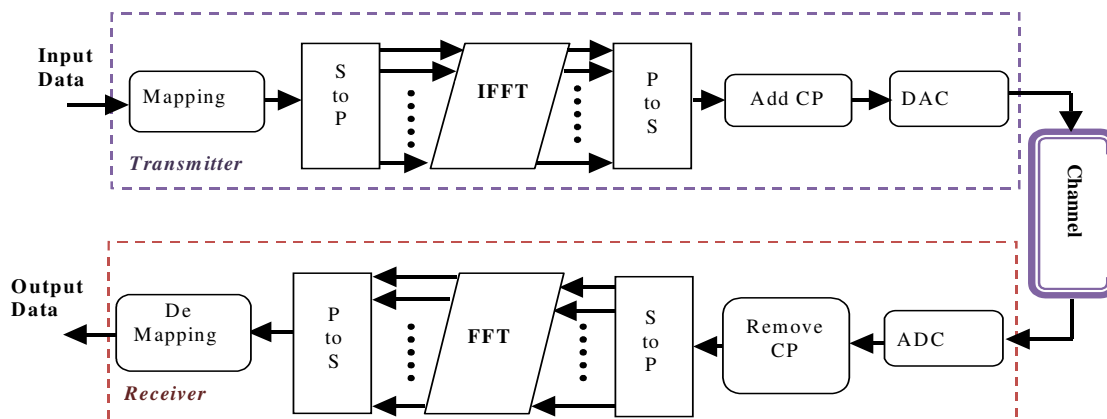 Input
Data
Mapping
S
to
P
IFFT
P
to
S
Add CP
DAC
Transmitter
Channel
Output
Data
De
Mapping
P
to
S
FFT
S
to
P
Remove
CP
ADC
Receiver